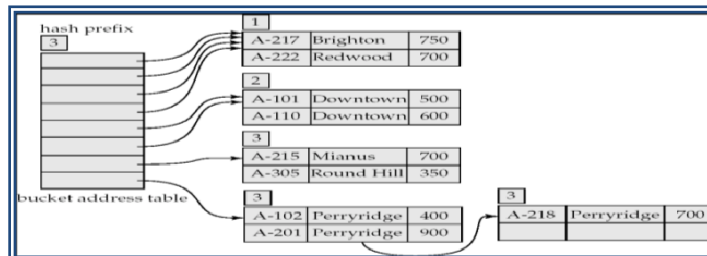 hash prefix
3
1
A-217 Brighton 750
A-222 Redwood 700
2
A-101 Downtown 500
A-110 Downtown 600
3
A-215 Mianus 700
A-305 Round Hill 350
bucket address table
3
A-102 Perryridge 400
A-201 Perryridge 900
3
A-218 Perryridge 700